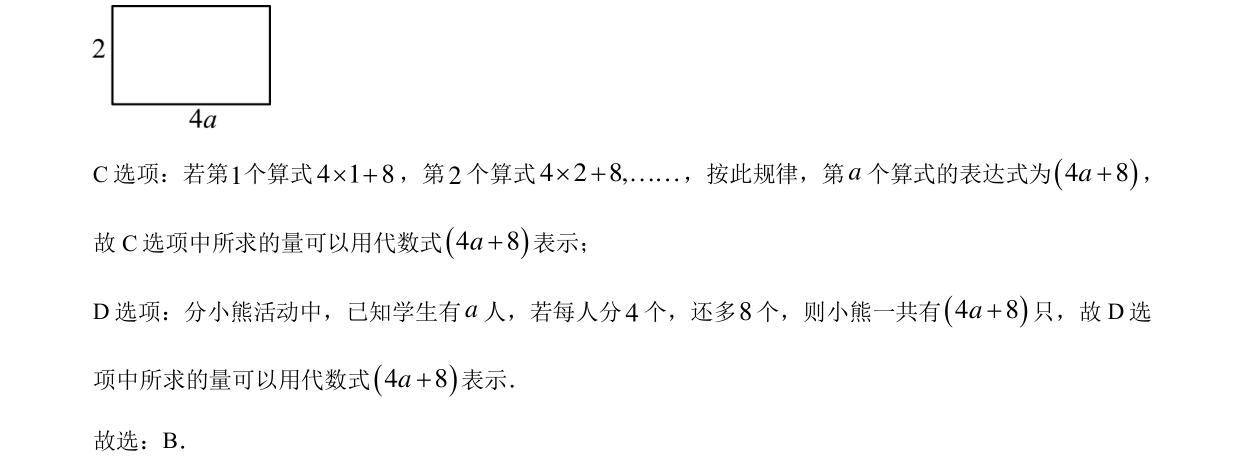 2
4a
C 选项：若第1个算式4×1+8，第2个算式4×2+8,……，按此规律，第a个算式的表达式为(4a+8)，
故 C 选项中所求的量可以用代数式(4a+8)表示；
D 选项：分小熊活动中，已知学生有a人，若每人分4个，还多8个，则小熊一共有(4a+8)只，故 D 选
项中所求的量可以用代数式(4a+8)表示．
故选：B．